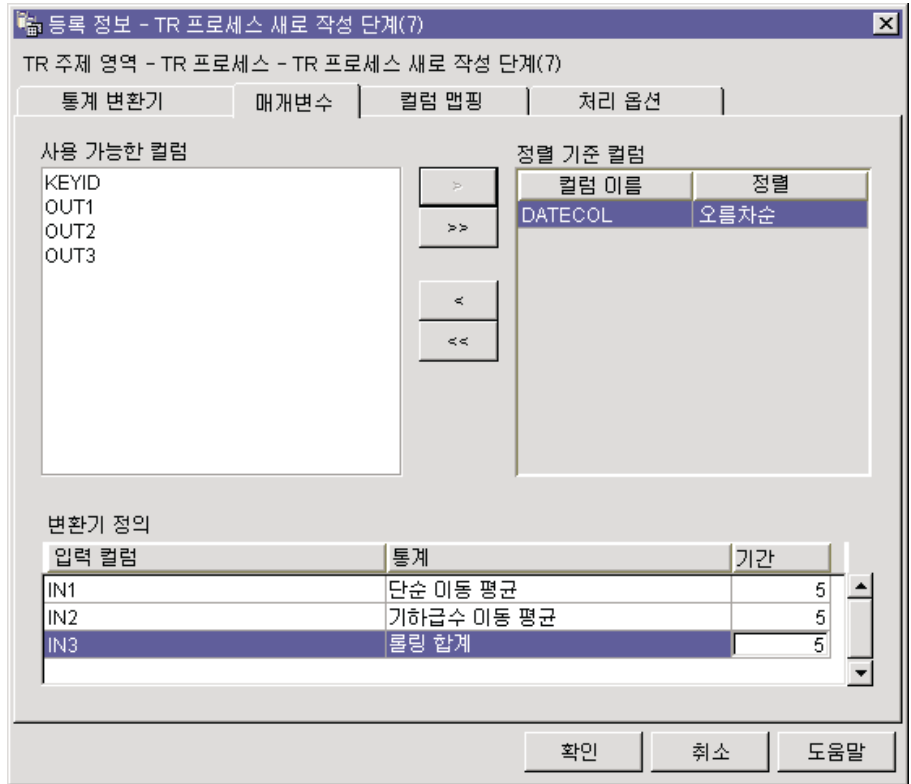 등록 정보 - TR 프로세스 새로 작성 단계(7)
TR 주제 영역 - TR 프로세스 - TR 프로세스 새로 작성 단계(7)
통계 변환기 매개변수 컬럼 맵핑 처리 옵션
사용 가능한 컬럼
정렬 기준 컬럼
KEYID
OUT1
OUT2
OUT3
>
>>
<
<<
컬럼 이름 정렬
DATECOL 오름차순
변환기 정의
입력 컬럼 통계 기간
IN1 단순 이동 평균 5
IN2 기하급수 이동 평균 5
IN3 롤링 합계 5
확인 취소 도움말